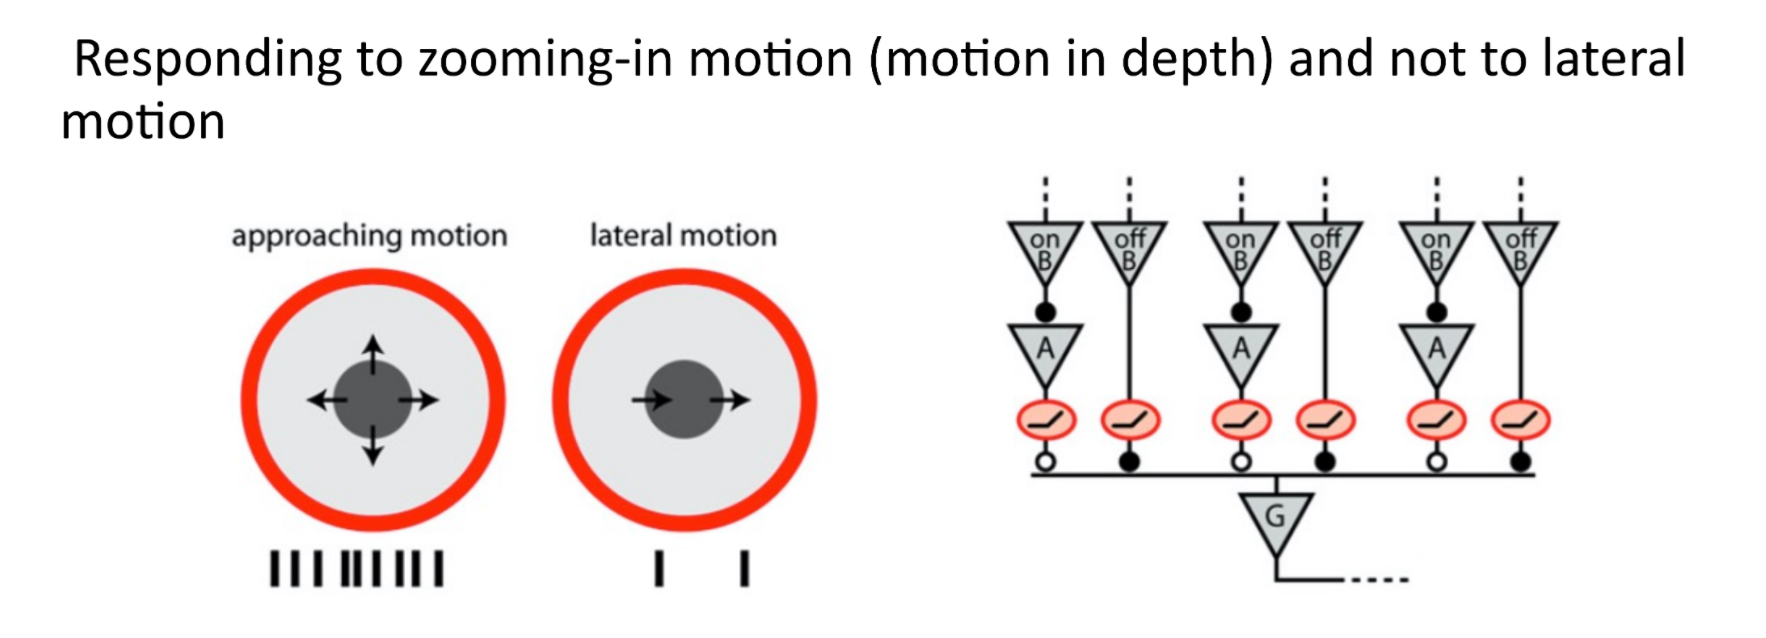 Responding to zooming-in motion (motion in depth) and not to lateral
motion
approaching motion
lateral motion
on B
off B
on B
off B
on B
off B
A
A
A
G